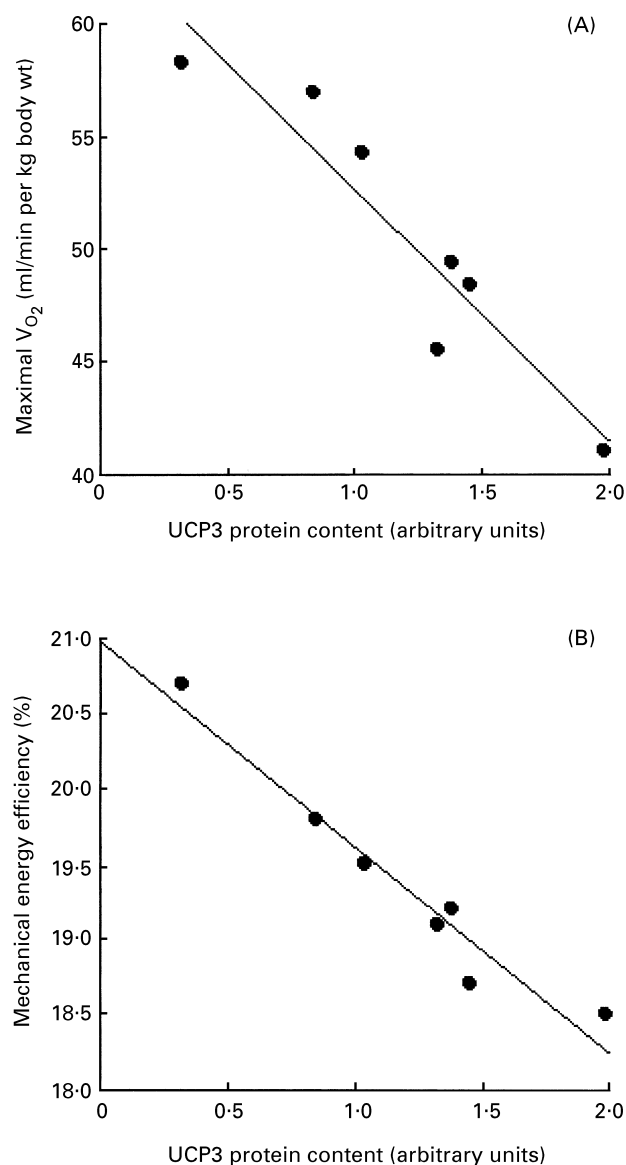 (A)
Maximal V_O2 (ml/min per kg body wt)
60
55
50
45
40
0 0·5 1·0 1·5 2·0
UCP3 protein content (arbitrary units)
(B)
Mechanical energy efficiency (%)
21·0
20·5
20·0
19·5
19·0
18·5
18·0
0 0·5 1·0 1·5 2·0
UCP3 protein content (arbitrary units)